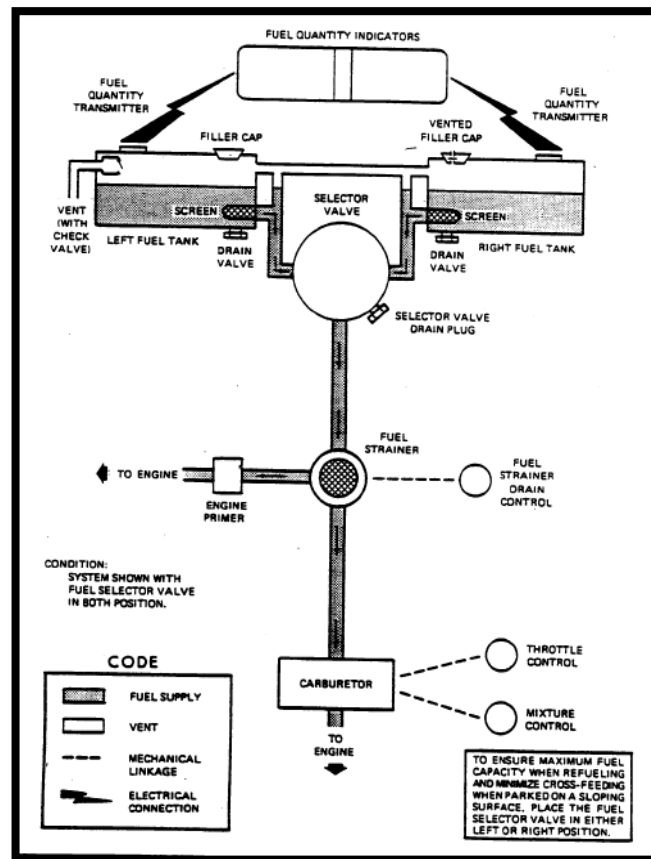 FUEL QUANTITY INDICATORS
FUEL
QUANTITY
TRANSMITTER
FUEL
QUANTITY
TRANSMITTER
FILLER CAP
VENTED
FILLER CAP
VENT
(WITH
CHECK
VALVE)
SCREEN
SELECTOR
VALVE
SCREEN
LEFT FUEL TANK
DRAIN
VALVE
DRAIN
VALVE
RIGHT FUEL TANK
SELECTOR VALVE
DRAIN PLUG
FUEL
STRAINER
TO ENGINE
ENGINE
PRIMER
FUEL
STRAINER
DRAIN
CONTROL
CONDITION:
SYSTEM SHOWN WITH
FUEL SELECTOR VALVE
IN BOTH POSITION.
CODE
FUEL SUPPLY
VENT
MECHANICAL
LINKAGE
ELECTRICAL
CONNECTION
CARBURETOR
THROTTLE
CONTROL
MIXTURE
CONTROL
TO
ENGINE
TO ENSURE MAXIMUM FUEL
CAPACITY WHEN REFUELING
AND MINIMIZE CROSS-FEEDING
WHEN PARKED ON A SLOPING
SURFACE, PLACE THE FUEL
SELECTOR VALVE IN EITHER
LEFT OR RIGHT POSITION.